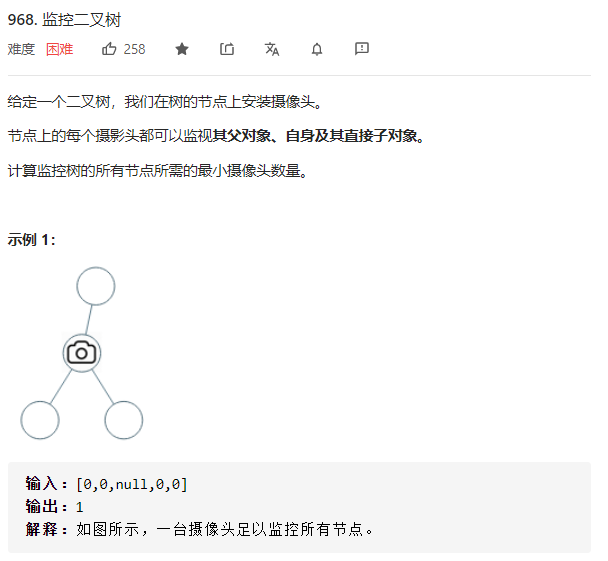 968. 监控二叉树
难度 困难 258
给定一个二叉树，我们在树的节点上安装摄像头。
节点上的每个摄影头都可以监视其父对象、自身及其直接子对象。
计算监控树的所有节点所需的最小摄像头数量。
示例 1：
输入：[0,0,null,0,0]
输出：1
解释：如图所示，一台摄像头足以监控所有节点。